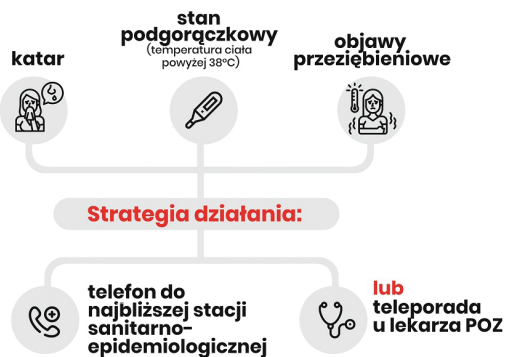 katar
stan
podgorączkowy
(temperatura ciała
powyżej 38°C)
objawy
przeziębieniowe
Strategia działania:
telefon do
najbliższej stacji
sanitarno-
epidemiologicznej
lub
teleporada
u lekarza POZ